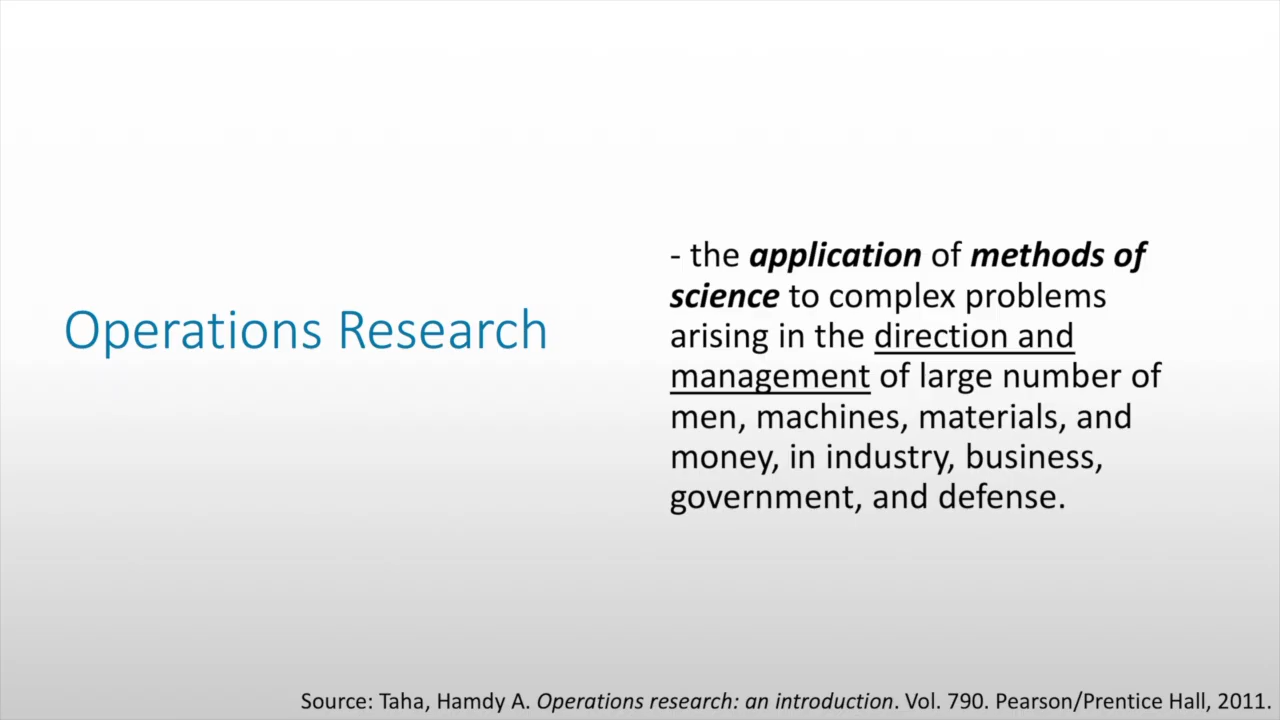 Operations Research
- the application of methods of
science to complex problems
arising in the direction and
management of large number of
men, machines, materials, and
money, in industry, business,
government, and defense.
Source: Taha, Hamdy A. Operations research: an introduction. Vol. 790. Pearson/Prentice Hall, 2011.